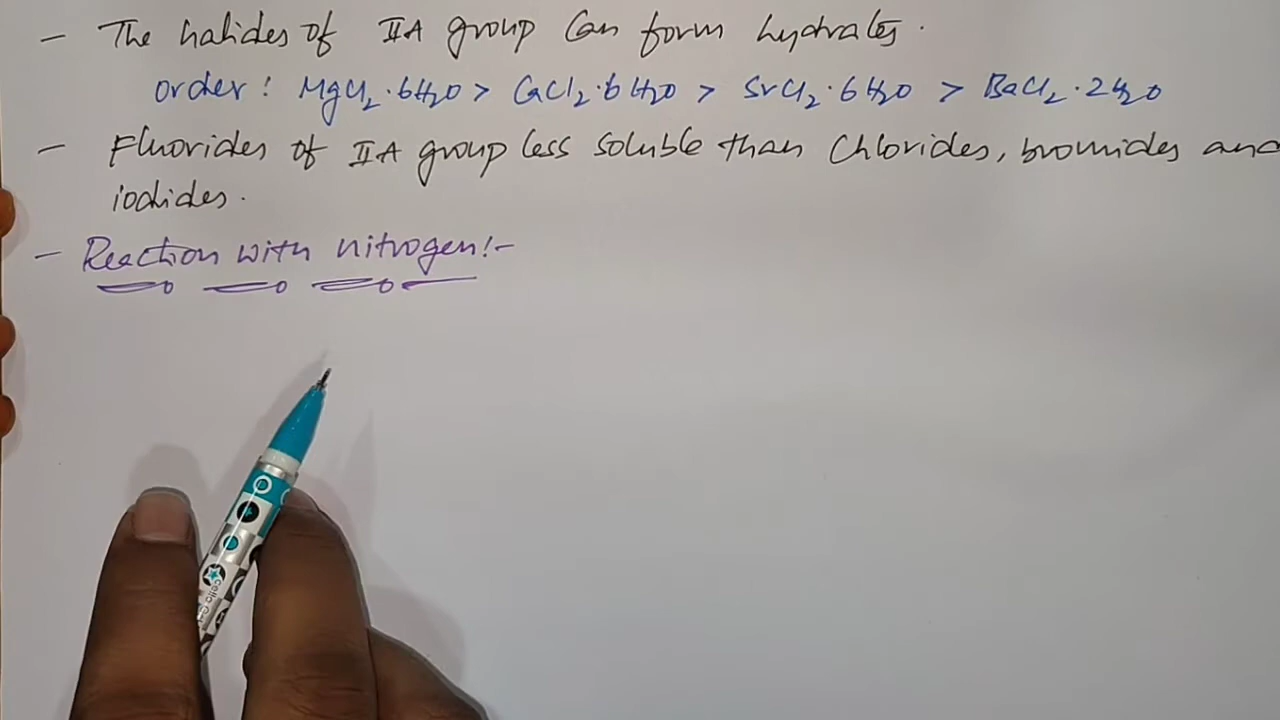 - The halides of IIA group can form hydrates.
order: MgCl₂·6H₂O > CaCl₂·6H₂O > SrCl₂·6H₂O > BaCl₂·2H₂O
- Fluorides of IIA group less soluble than chlorides, bromides and
iodides.
- Reaction with nitrogen:-
cello